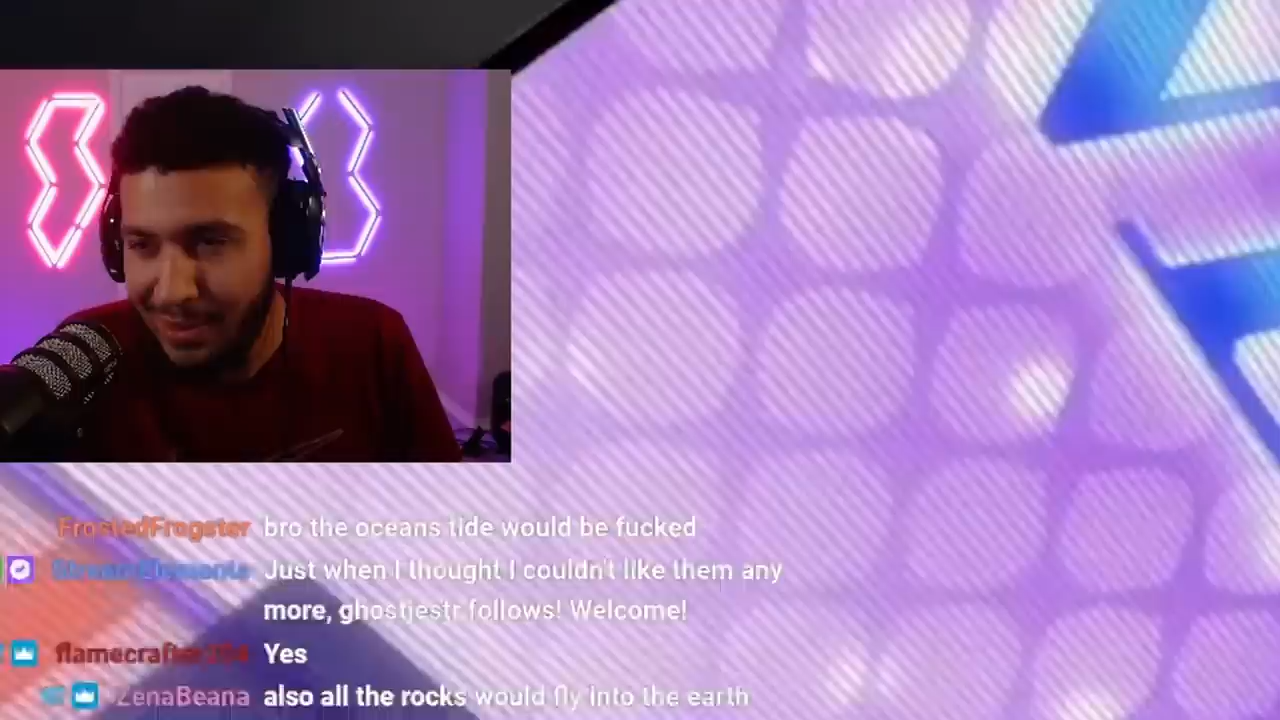 FrostedFrogster bro the oceans tide would be fucked
StreamElements Just when I thought I couldn't like them any
more, ghostjestr follows! Welcome!
Yes
ZenaBeana also all the rocks would fly into the earth